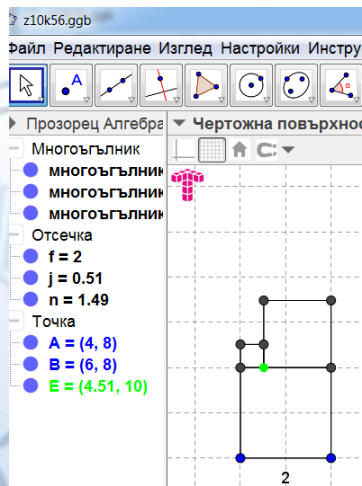 z10k56.ggb
Файл Редактиране Изглед Настройки Инстру
A
Прозорец Алгебра
Чертожна повърхнос
Многоъгълник
многоъгълник
многоъгълник
многоъгълник
Отсечка
f = 2
j = 0.51
n = 1.49
Точка
A = (4, 8)
B = (6, 8)
E = (4.51, 10)
2